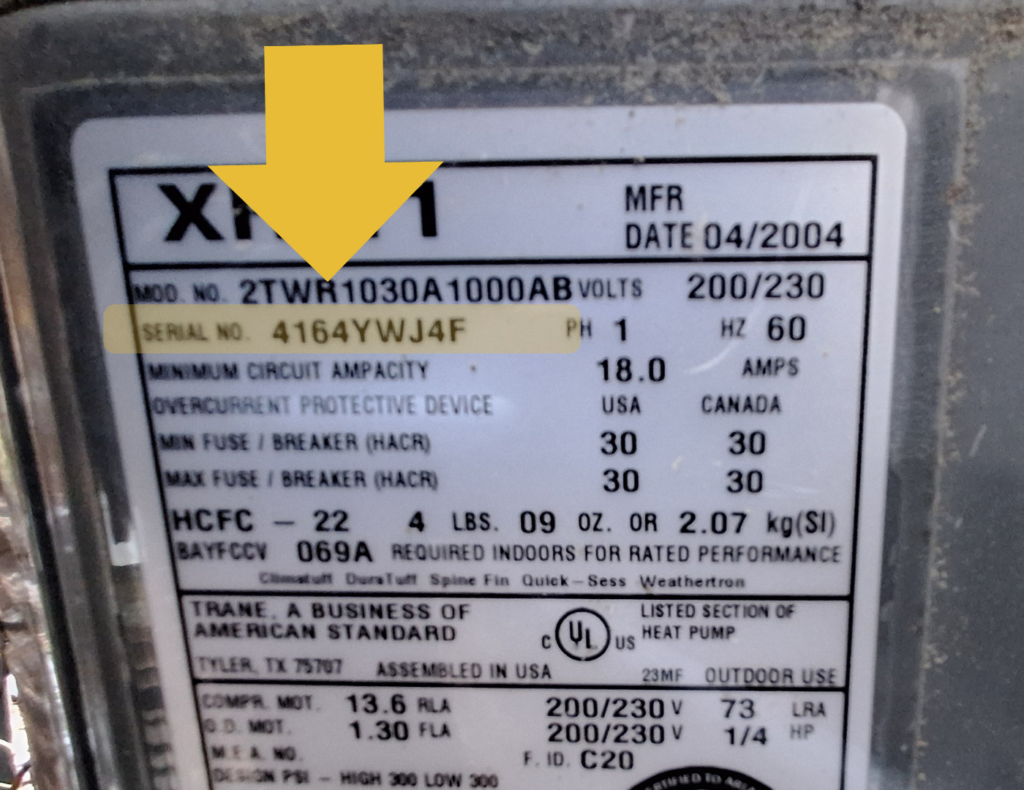 MFR
DATE 04/2004
MOD. NO. 2TWR1030A1000AB VOLTS 200/230
SERIAL NO. 4164YWJ4F PH 1 HZ 60
MINIMUM CIRCUIT AMPACITY 18.0 AMPS
OVERCURRENT PROTECTIVE DEVICE USA CANADA
MIN FUSE / BREAKER (HACR) 30 30
MAX FUSE / BREAKER (HACR) 30 30
HCFC - 22 4 LBS. 09 OZ. OR 2.07 kg(SI)
BAYFCCV 069A REQUIRED INDOORS FOR RATED PERFORMANCE
Climatuff DuraTuff Spine Fin Quick-Sess Weathertron
TRANE, A BUSINESS OF
AMERICAN STANDARD
TYLER, TX 75707 ASSEMBLED IN USA
C UL US
LISTED SECTION OF
HEAT PUMP
23MF OUTDOOR USE
COMPR. MOT. 13.6 RLA 200/230 V 73 LRA
O.D. MOT. 1.30 FLA 200/230 V 1/4 HP
M.E.A. NO. F. ID. C20
DESIGN PSI - HIGH 300 LOW 300
TO